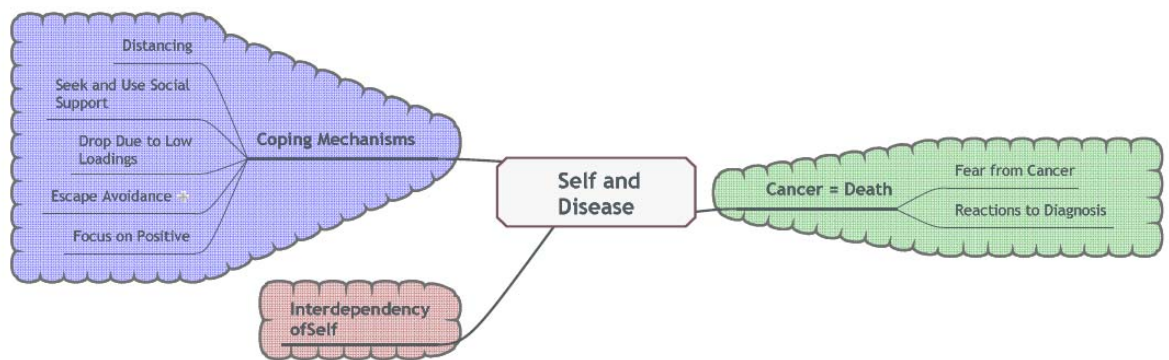 Distancing
Seek and Use Social
Support
Drop Due to Low
Loadings
Escape Avoidance
Focus on Positive
Coping Mechanisms
Self and
Disease
Cancer = Death
Fear from Cancer
Reactions to Diagnosis
Interdependency
ofSelf